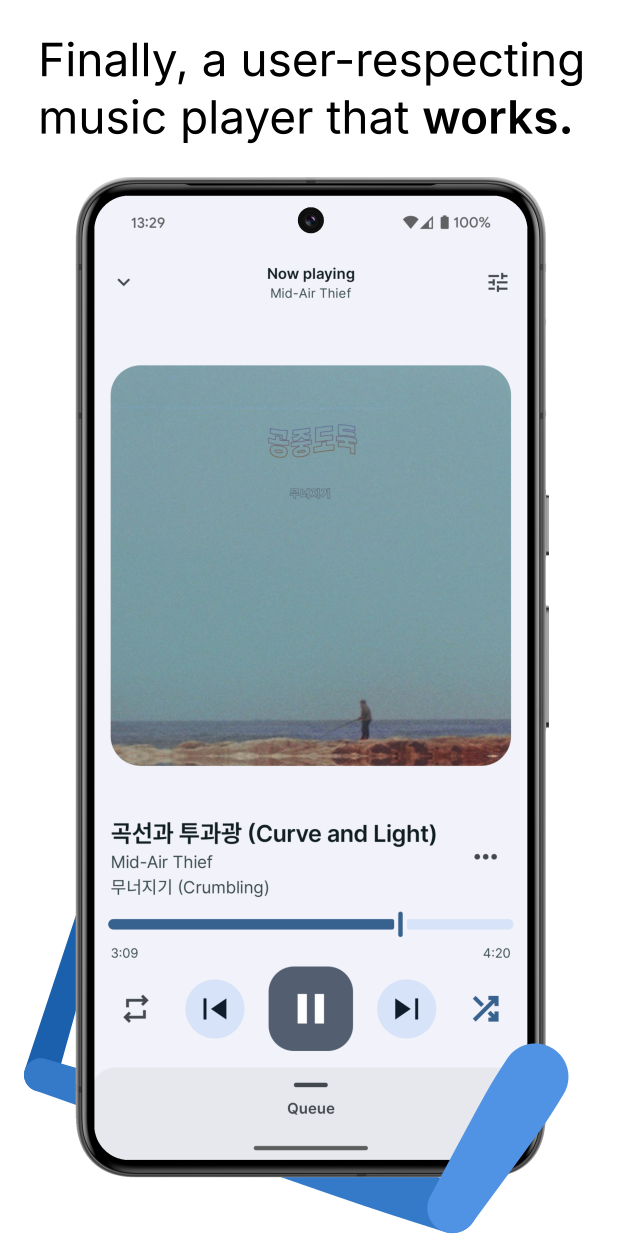 Finally, a user-respecting
music player that works.
13:29
100%
Now playing
Mid-Air Thief
공중도둑
무너지기
곡선과 투과광 (Curve and Light)
Mid-Air Thief
무너지기 (Crumbling)
3:09
4:20
Queue